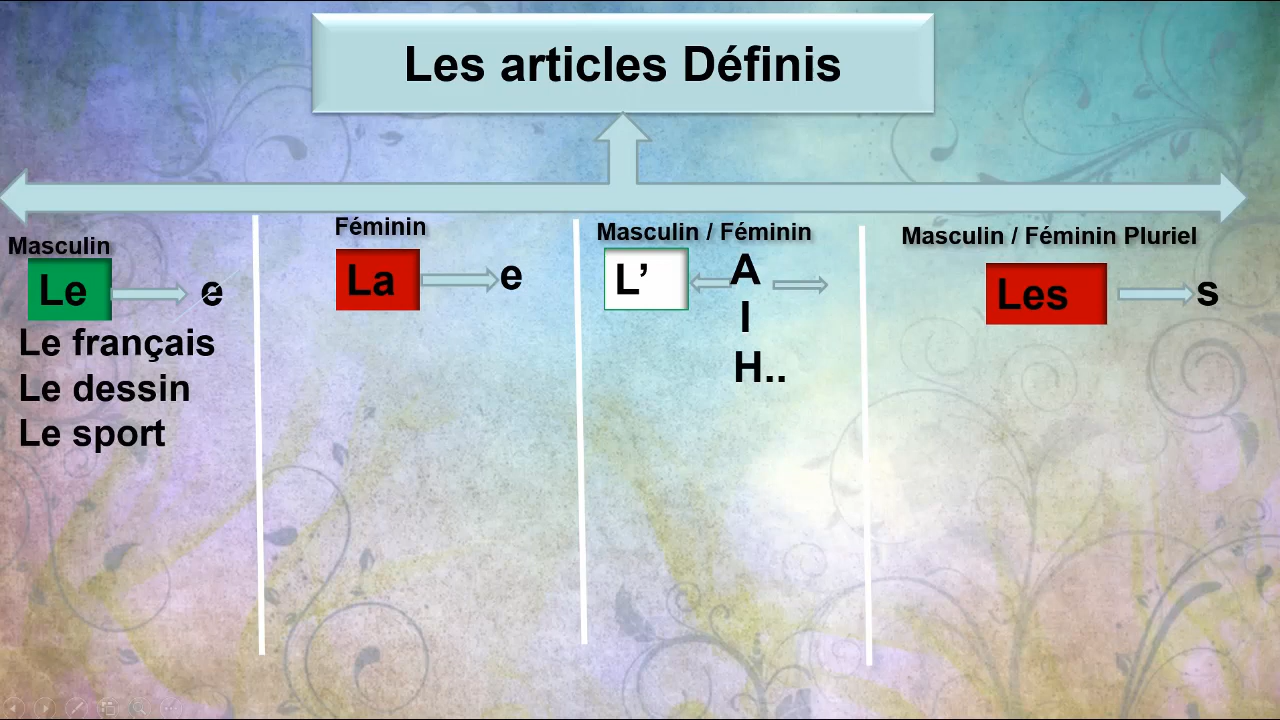 Les articles Définis
Masculin
Le e
Le français
Le dessin
Le sport
Féminin
La e
Masculin / Féminin
L’ A
I
H..
Masculin / Féminin Pluriel
Les s